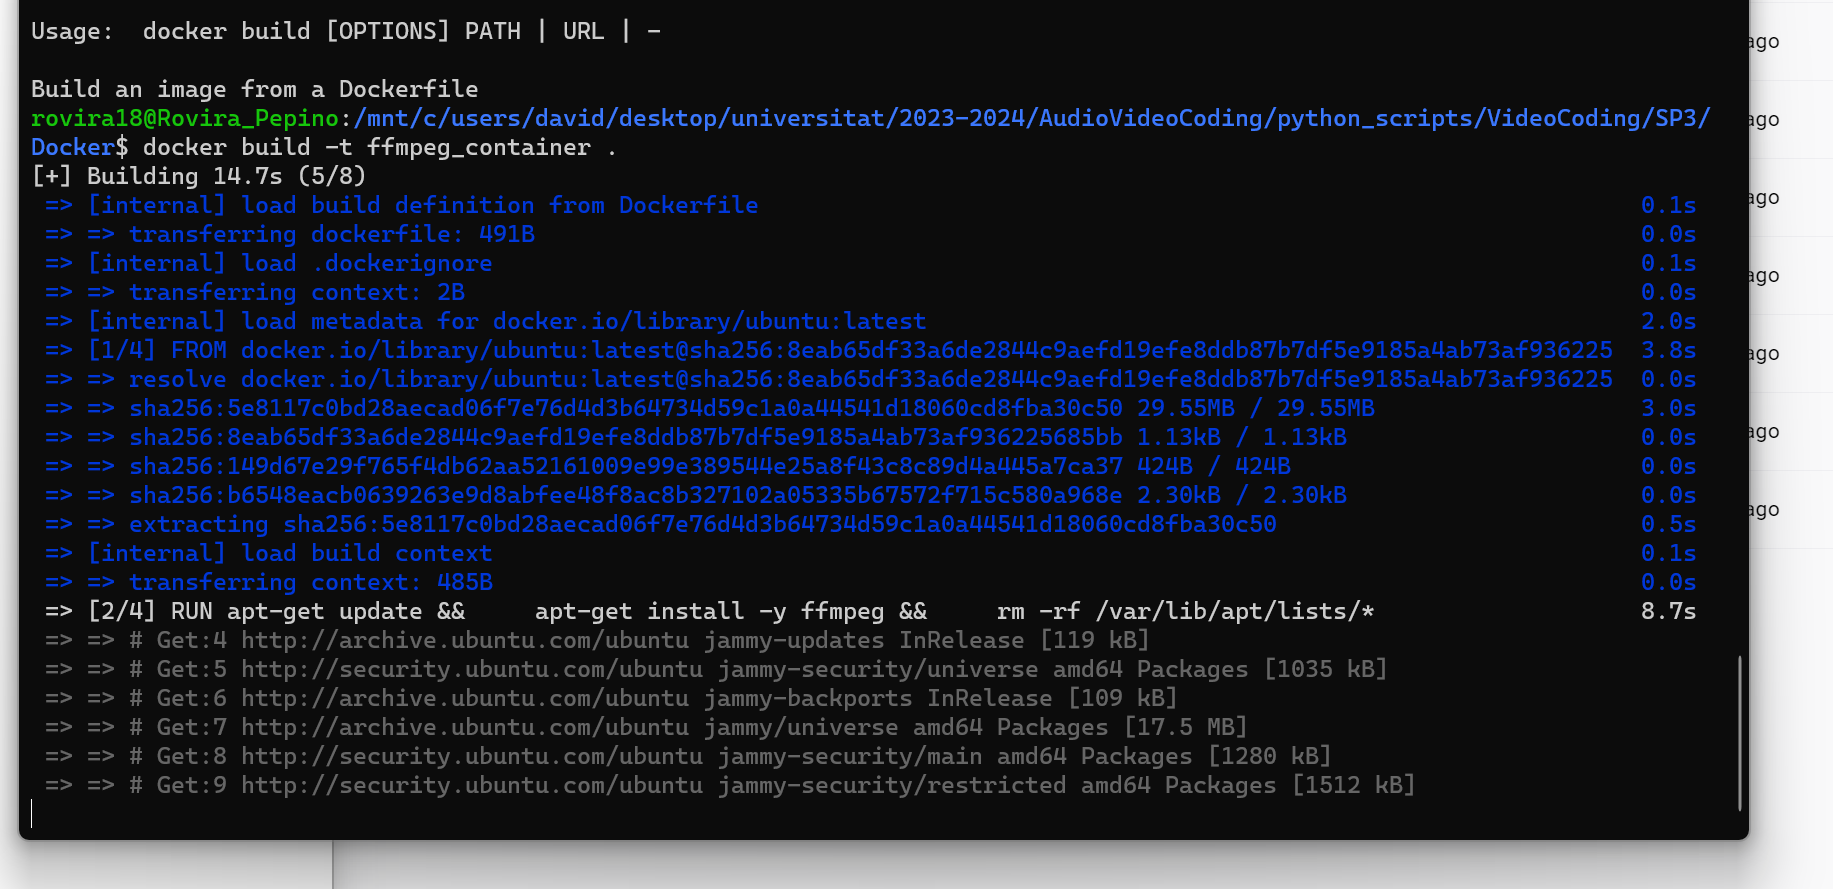 Usage:  docker build [OPTIONS] PATH | URL | -
Build an image from a Dockerfile
rovira18@Rovira_Pepino:/mnt/c/users/david/desktop/universitat/2023-2024/AudioVideoCoding/python_scripts/VideoCoding/SP3/
Docker$ docker build -t ffmpeg_container .
[+] Building 14.7s (5/8)
=> [internal] load build definition from Dockerfile 0.1s
=> => transferring dockerfile: 491B 0.0s
=> [internal] load .dockerignore 0.1s
=> => transferring context: 2B 0.0s
=> [internal] load metadata for docker.io/library/ubuntu:latest 2.0s
=> [1/4] FROM docker.io/library/ubuntu:latest@sha256:8eab65df33a6de2844c9aefd19efe8ddb87b7df5e9185a4ab73af936225 3.8s
=> => resolve docker.io/library/ubuntu:latest@sha256:8eab65df33a6de2844c9aefd19efe8ddb87b7df5e9185a4ab73af936225 0.0s
=> => sha256:5e8117c0bd28aecad06f7e76d4d3b64734d59c1a0a44541d18060cd8fba30c50 29.55MB / 29.55MB 3.0s
=> => sha256:8eab65df33a6de2844c9aefd19efe8ddb87b7df5e9185a4ab73af936225685bb 1.13kB / 1.13kB 0.0s
=> => sha256:149d67e29f765f4db62aa52161009e99e389544e25a8f43c8c89d4a445a7ca37 424B / 424B 0.0s
=> => sha256:b6548eacb0639263e9d8abfee48f8ac8b327102a05335b67572f715c580a968e 2.30kB / 2.30kB 0.0s
=> => extracting sha256:5e8117c0bd28aecad06f7e76d4d3b64734d59c1a0a44541d18060cd8fba30c50 0.5s
=> [internal] load build context 0.1s
=> => transferring context: 485B 0.0s
=> [2/4] RUN apt-get update &&     apt-get install -y ffmpeg &&     rm -rf /var/lib/apt/lists/* 8.7s
=> => # Get:4 http://archive.ubuntu.com/ubuntu jammy-updates InRelease [119 kB]
=> => # Get:5 http://security.ubuntu.com/ubuntu jammy-security/universe amd64 Packages [1035 kB]
=> => # Get:6 http://archive.ubuntu.com/ubuntu jammy-backports InRelease [109 kB]
=> => # Get:7 http://archive.ubuntu.com/ubuntu jammy/universe amd64 Packages [17.5 MB]
=> => # Get:8 http://security.ubuntu.com/ubuntu jammy-security/main amd64 Packages [1280 kB]
=> => # Get:9 http://security.ubuntu.com/ubuntu jammy-security/restricted amd64 Packages [1512 kB]
ago
ago
ago
ago
ago
ago
ago